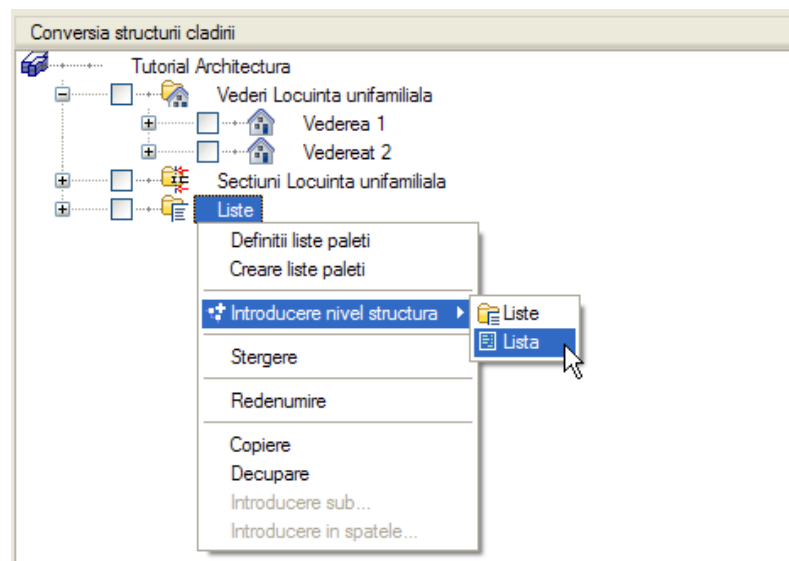 Conversia structurii cladirii
Tutorial Architectura
Vederi Locuinta unifamiliala
Vederea 1
Vedereat 2
Sectiuni Locuinta unifamiliala
Liste
Definitii liste paleti
Creare liste paleti
Introducere nivel structura
Liste
Lista
Stergere
Redenumire
Copiere
Decupare
Introducere sub...
Introducere in spatele...